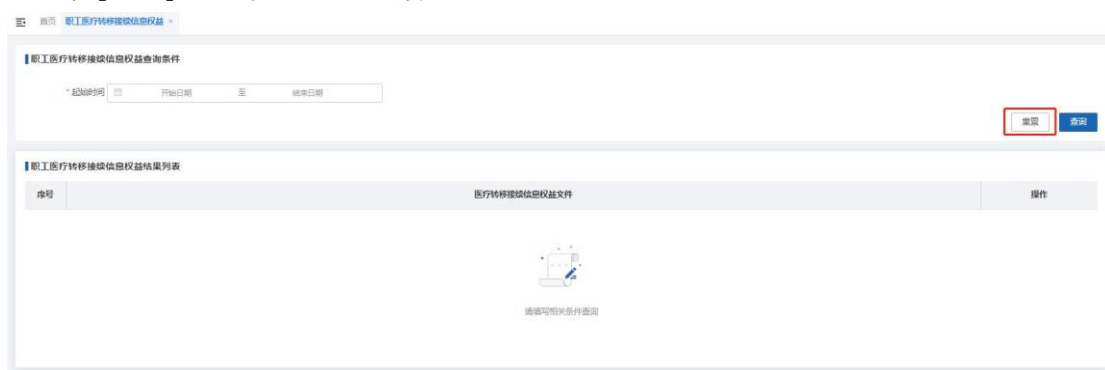 首页 职工医疗转移接续信息权益 ×
职工医疗转移接续信息权益查询条件
* 起始时间 开始日期 至 结束日期
重置 查询
职工医疗转移接续信息权益结果列表
序号 医疗转移接续信息权益文件 操作
请填写相关条件查询